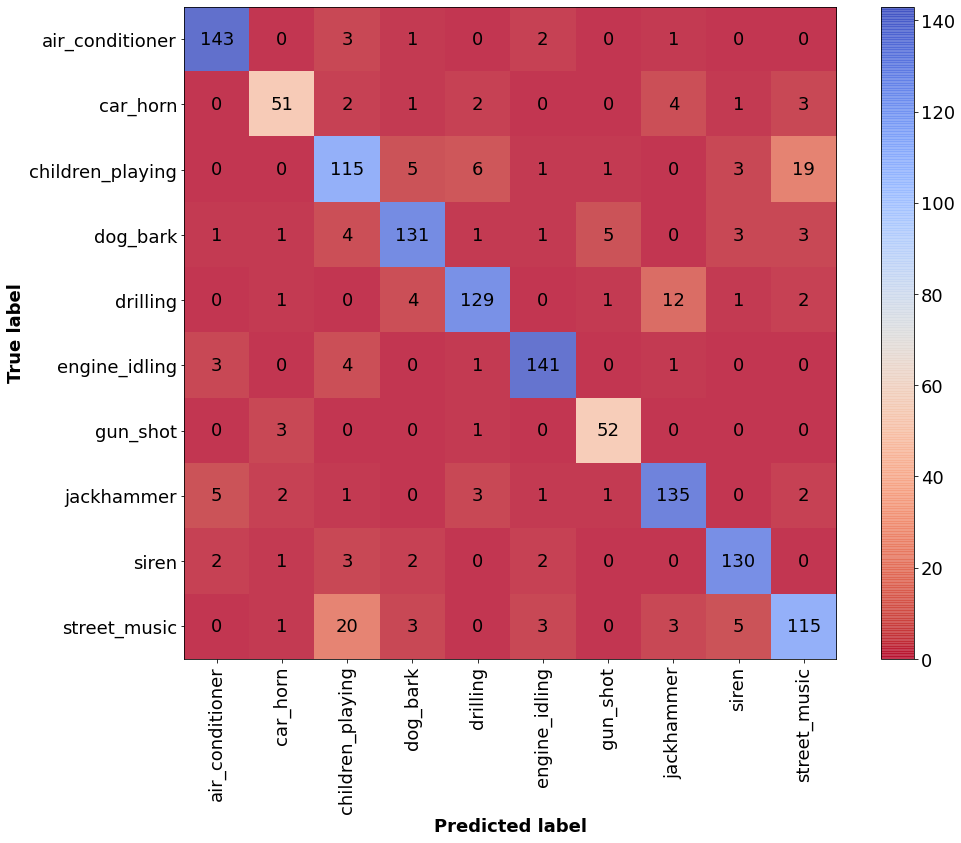 air_conditioner 143 0 3 1 0 2 0 1 0 0
car_horn 0 51 2 1 2 0 0 4 1 3
children_playing 0 0 115 5 6 1 1 0 3 19
dog_bark 1 1 4 131 1 1 5 0 3 3
drilling 0 1 0 4 129 0 1 12 1 2
engine_idling 3 0 4 0 1 141 0 1 0 0
gun_shot 0 3 0 0 1 0 52 0 0 0
jackhammer 5 2 1 0 3 1 1 135 0 2
siren 2 1 3 2 0 2 0 0 130 0
street_music 0 1 20 3 0 3 0 3 5 115
True label
air_conditioner
car_horn
children_playing
dog_bark
drilling
engine_idling
gun_shot
jackhammer
siren
street_music
Predicted label
140
120
100
80
60
40
20
0